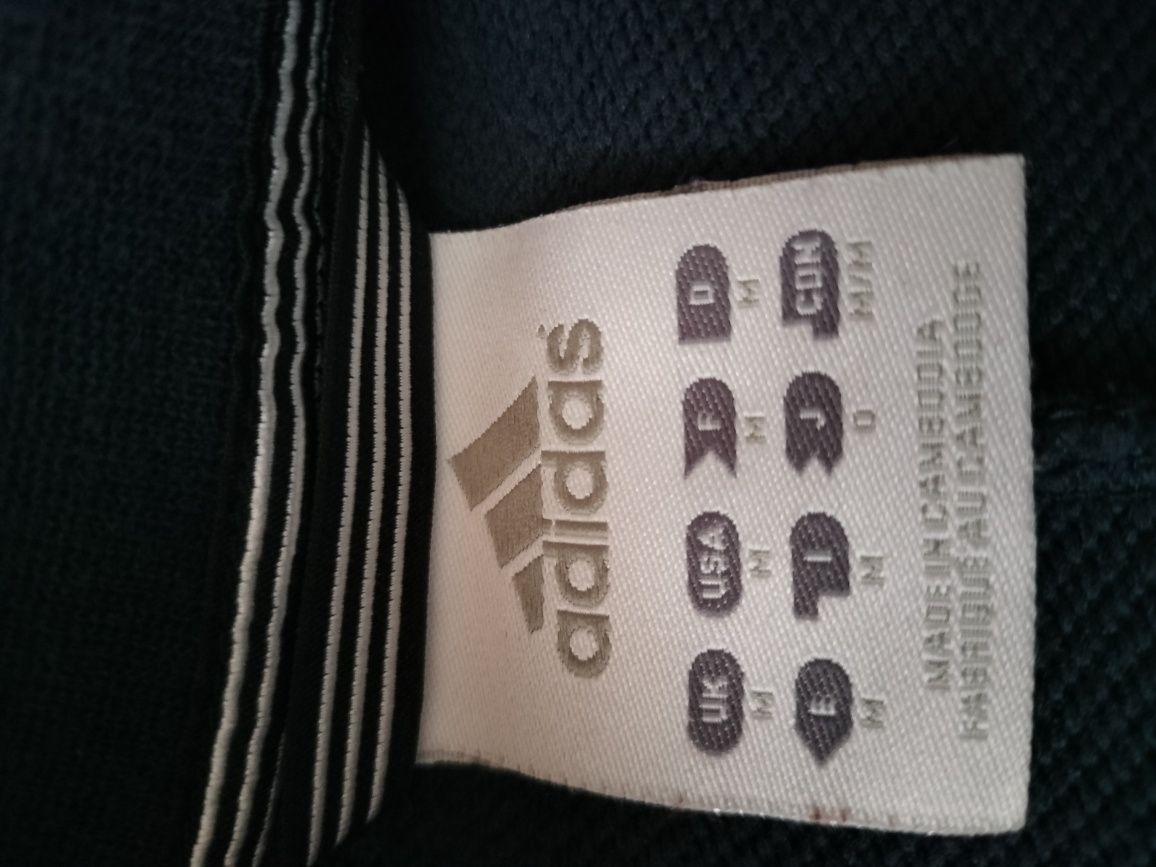 adidas
UK USA F D
M M M M
E I J CDN
M M O M/M
MADE IN CAMBODIA
FABRIQUE AU CAMBODGE